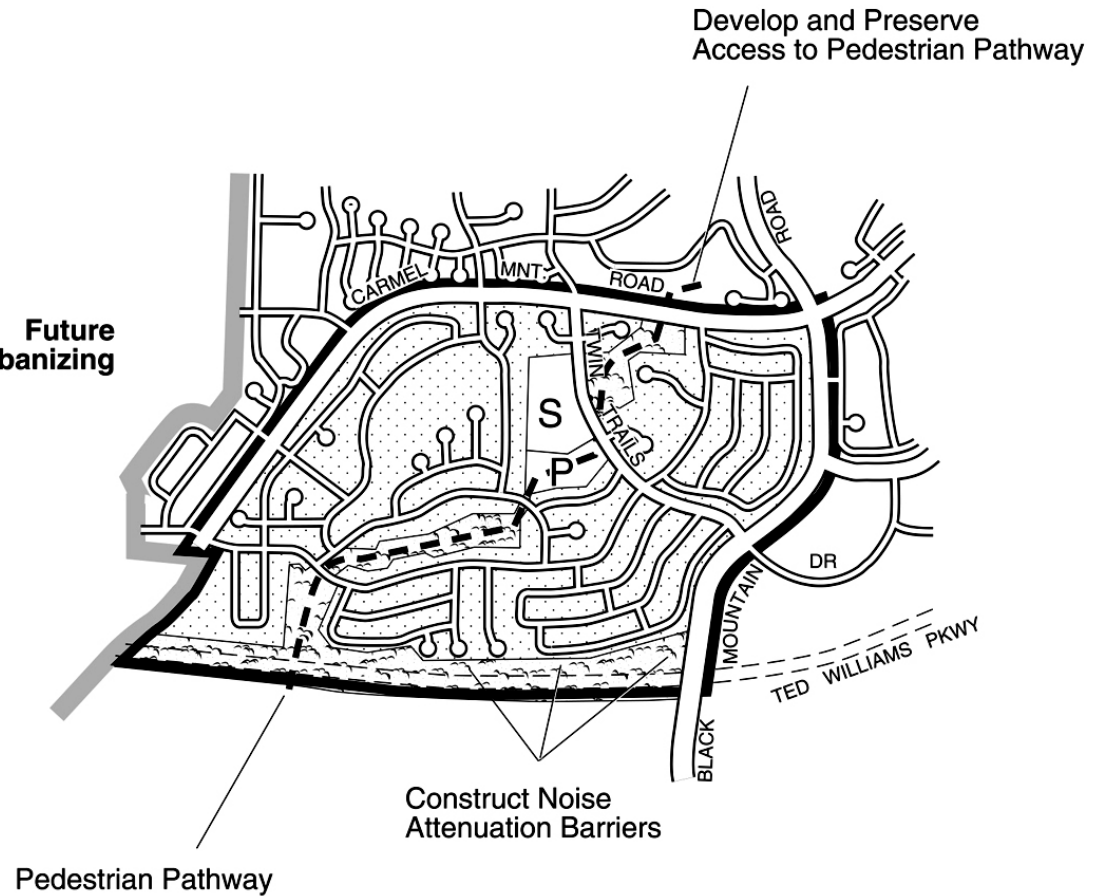 Develop and Preserve
Access to Pedestrian Pathway
ROAD
CARMEL MNT. ROAD
Future
banizing
TWIN TRAILS
S
P
DR
MOUNTAIN
TED WILLIAMS PKWY
BLACK
Construct Noise
Attenuation Barriers
Pedestrian Pathway